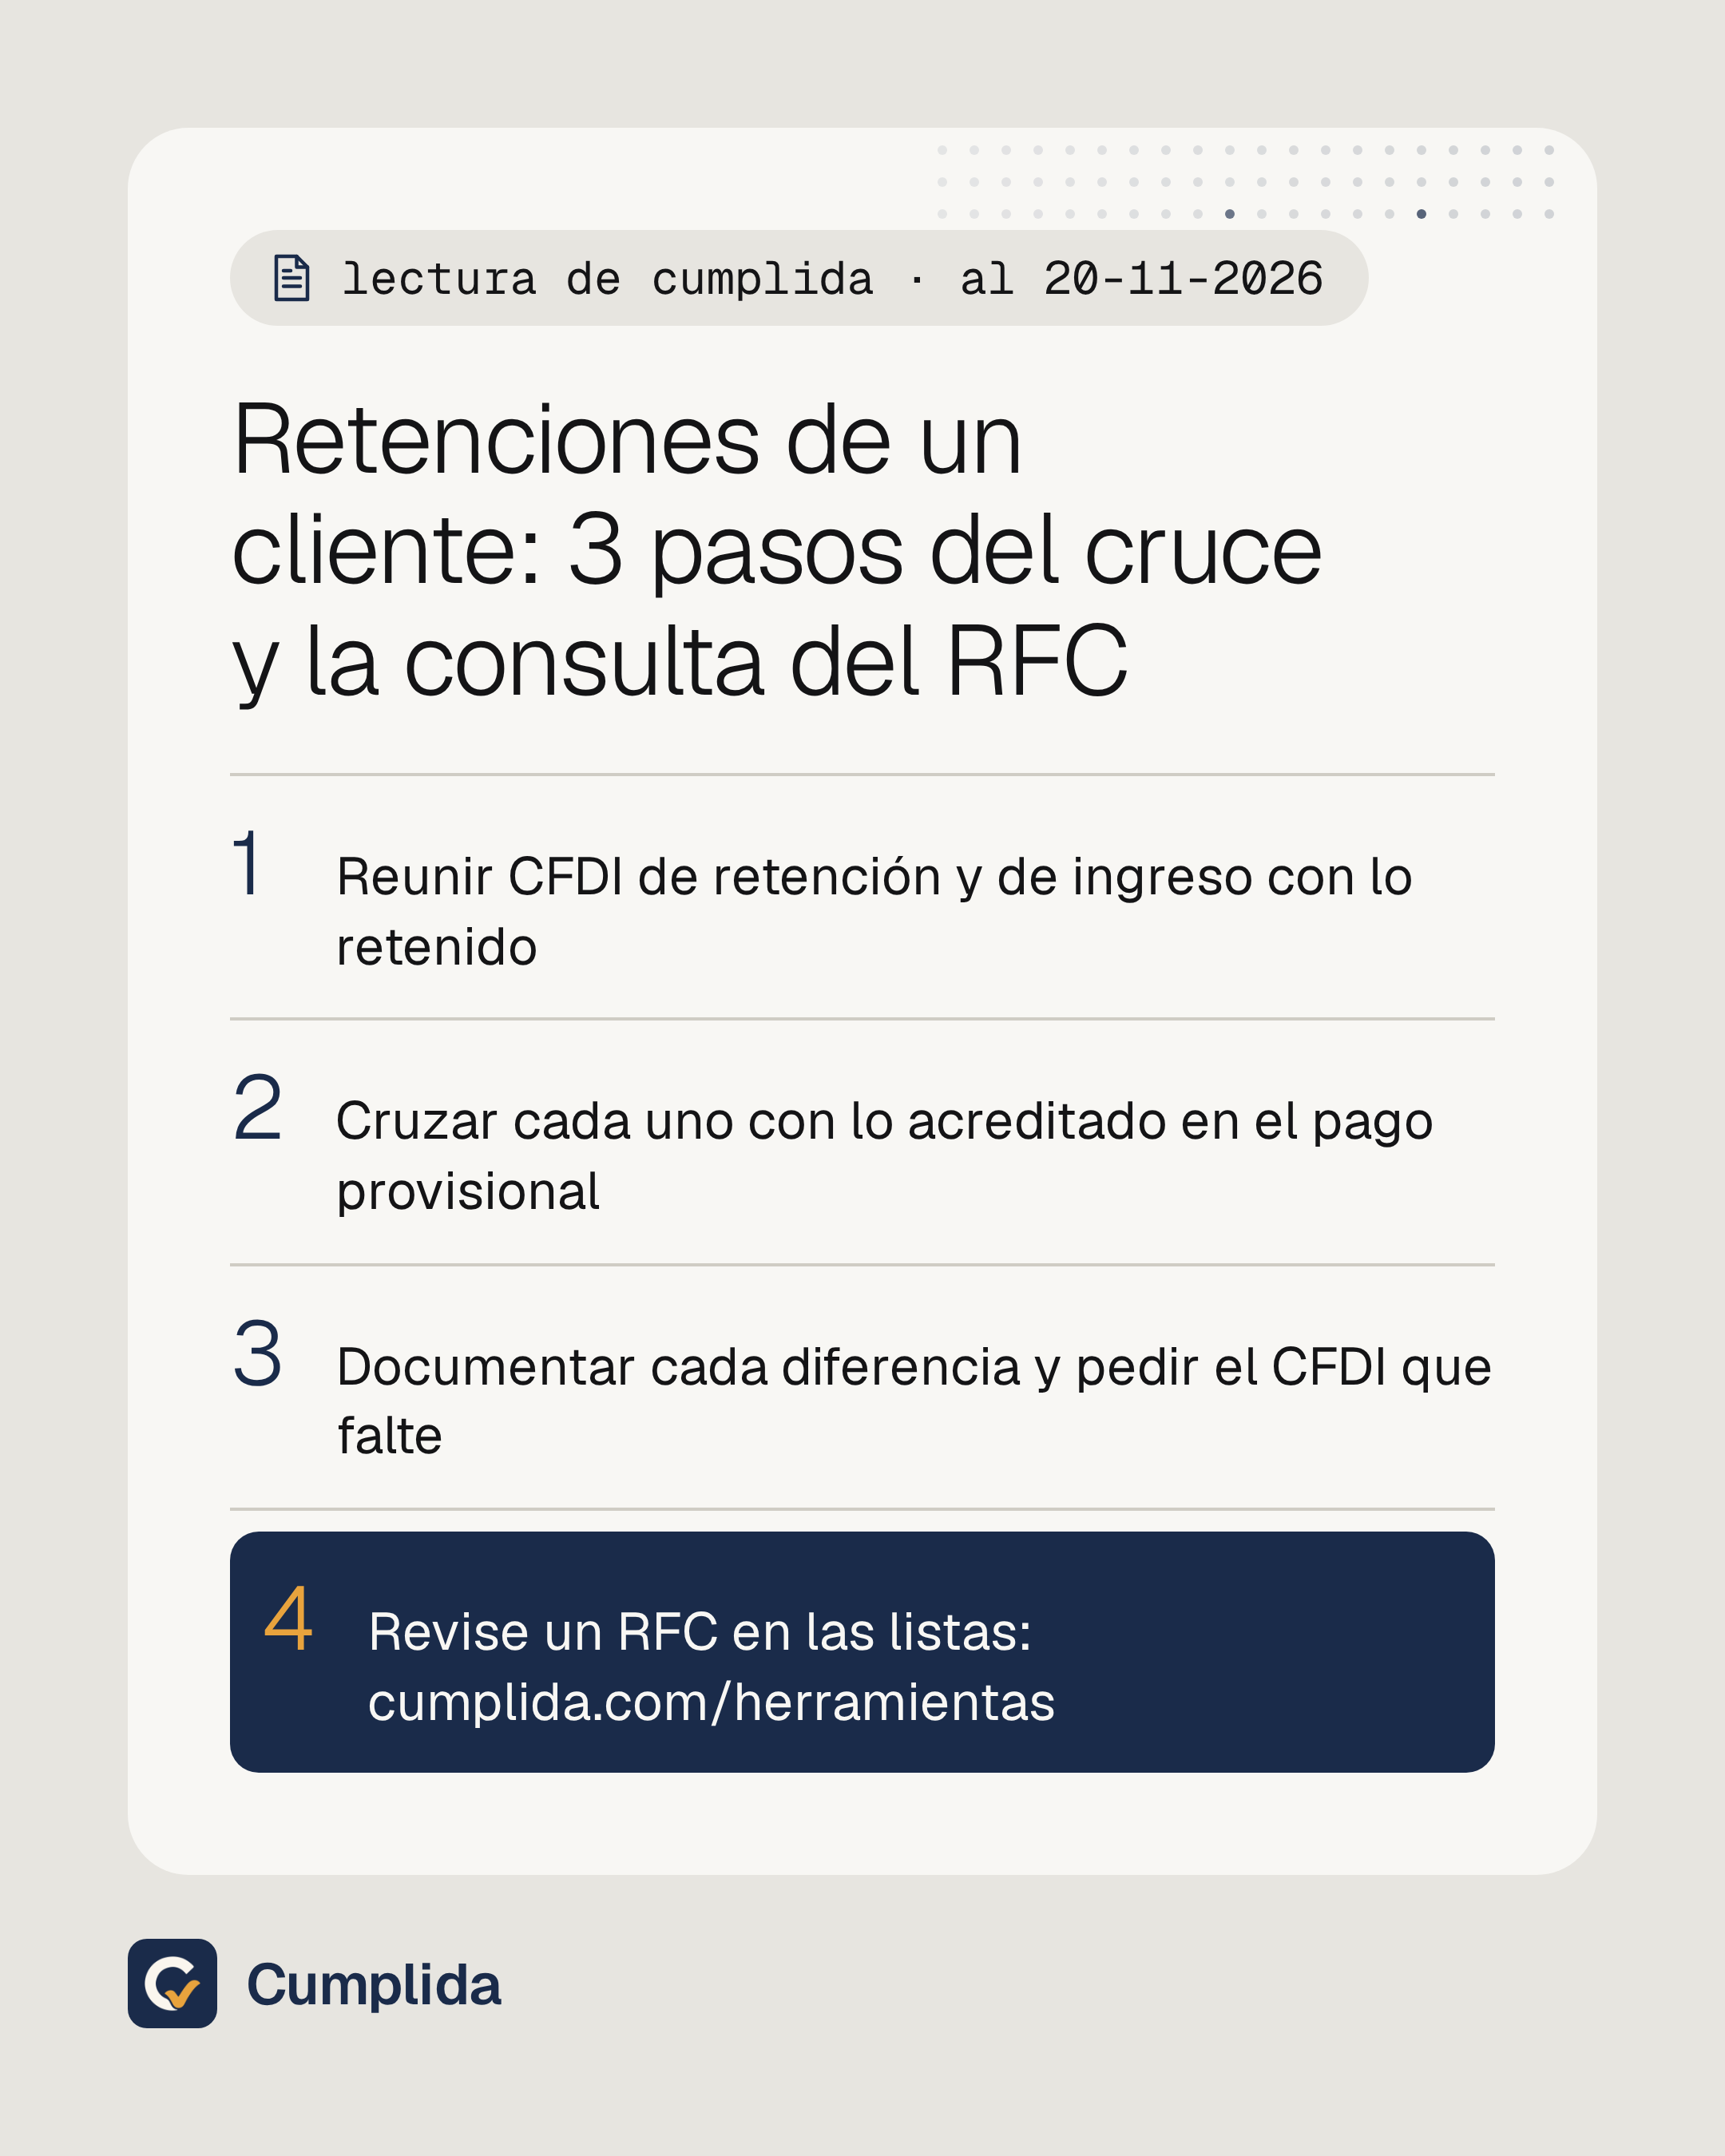 lectura de cumplida · al 20-11-2026
Retenciones de un
cliente: 3 pasos del cruce
y la consulta del RFC
1
Reunir CFDI de retención y de ingreso con lo
retenido
2
Cruzar cada uno con lo acreditado en el pago
provisional
3
Documentar cada diferencia y pedir el CFDI que
falte
4
Revise un RFC en las listas:
cumplida.com/herramientas
Cumplida